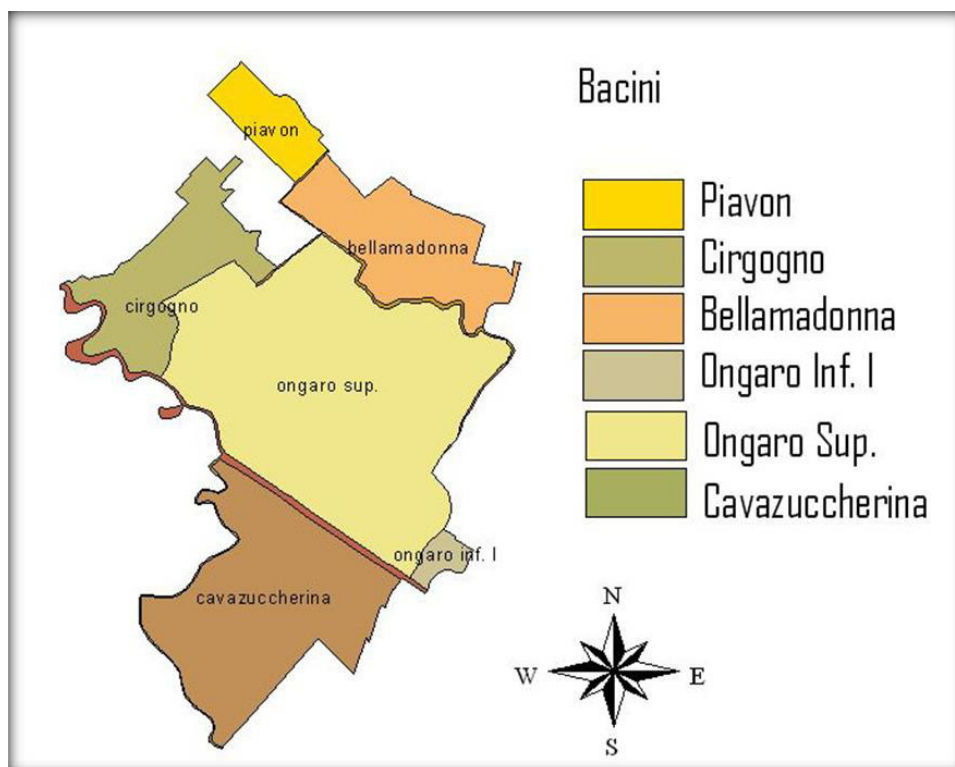 Bacini
piavon
Piavon
bellamadonna
Cirgogno
cirgogno
Bellamadonna
Ongaro Inf. I
ongaro sup.
Ongaro Sup.
Cavazuccherina
ongaro inf. I
cavazuccherina
N
W E
S